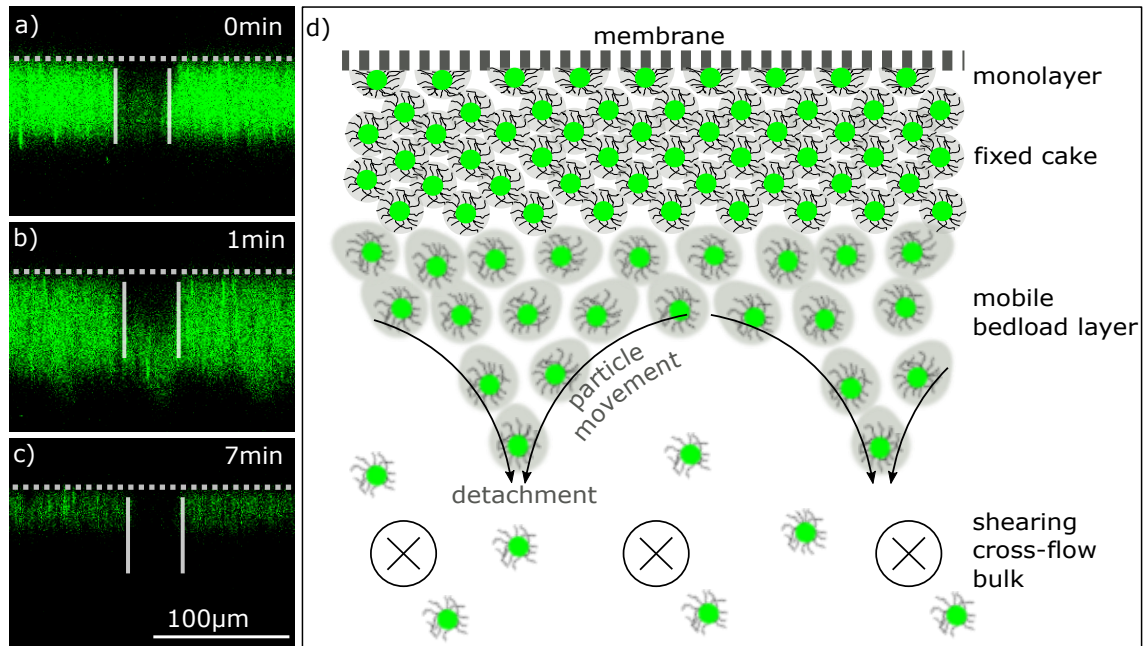 a)
0min
b)
1min
c)
7min
100µm
d)
membrane
monolayer
fixed cake
mobile
bedload layer
particle
movement
detachment
shearing
cross-flow
bulk